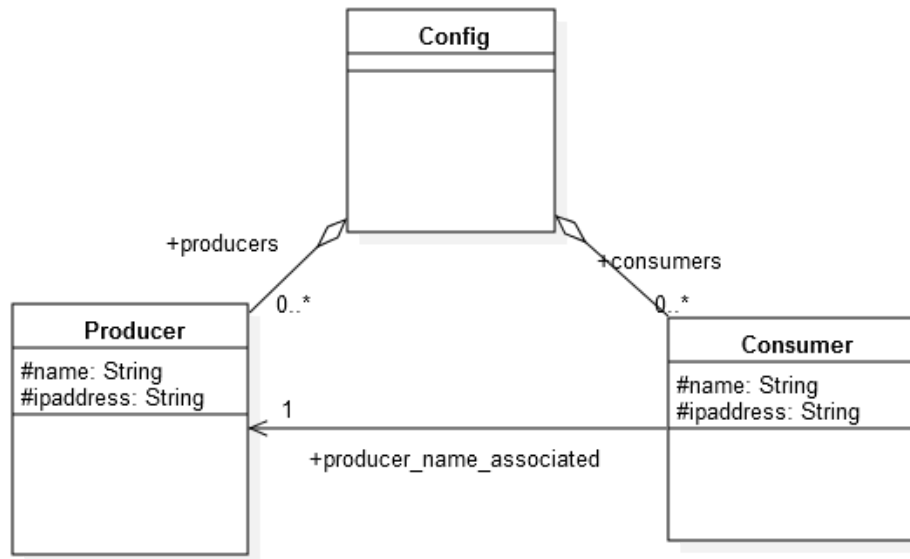 Config
+producers
+consumers
0..*
0..*
Producer
#name: String
#ipaddress: String
Consumer
#name: String
#ipaddress: String
1
+producer_name_associated